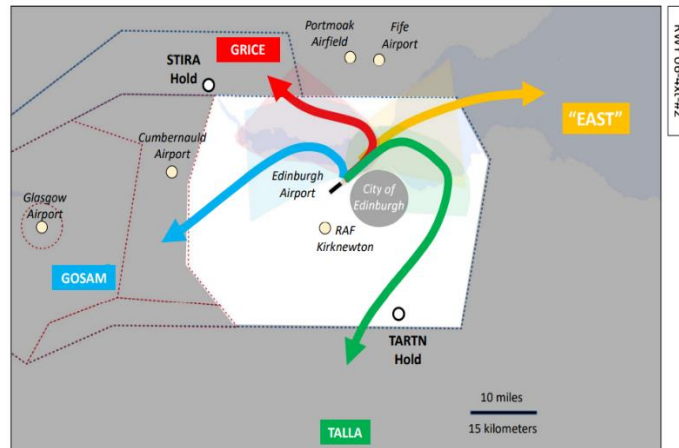 Portmoak
Airfield
Fife
Airport
GRICE
STIRA
Hold
"EAST"
Cumbernauld
Airport
Edinburgh
Airport
City of
Edinburgh
Glasgow
Airport
RAF
Kirknewton
GOSAM
TARTN
Hold
10 miles
15 kilometers
TALLA